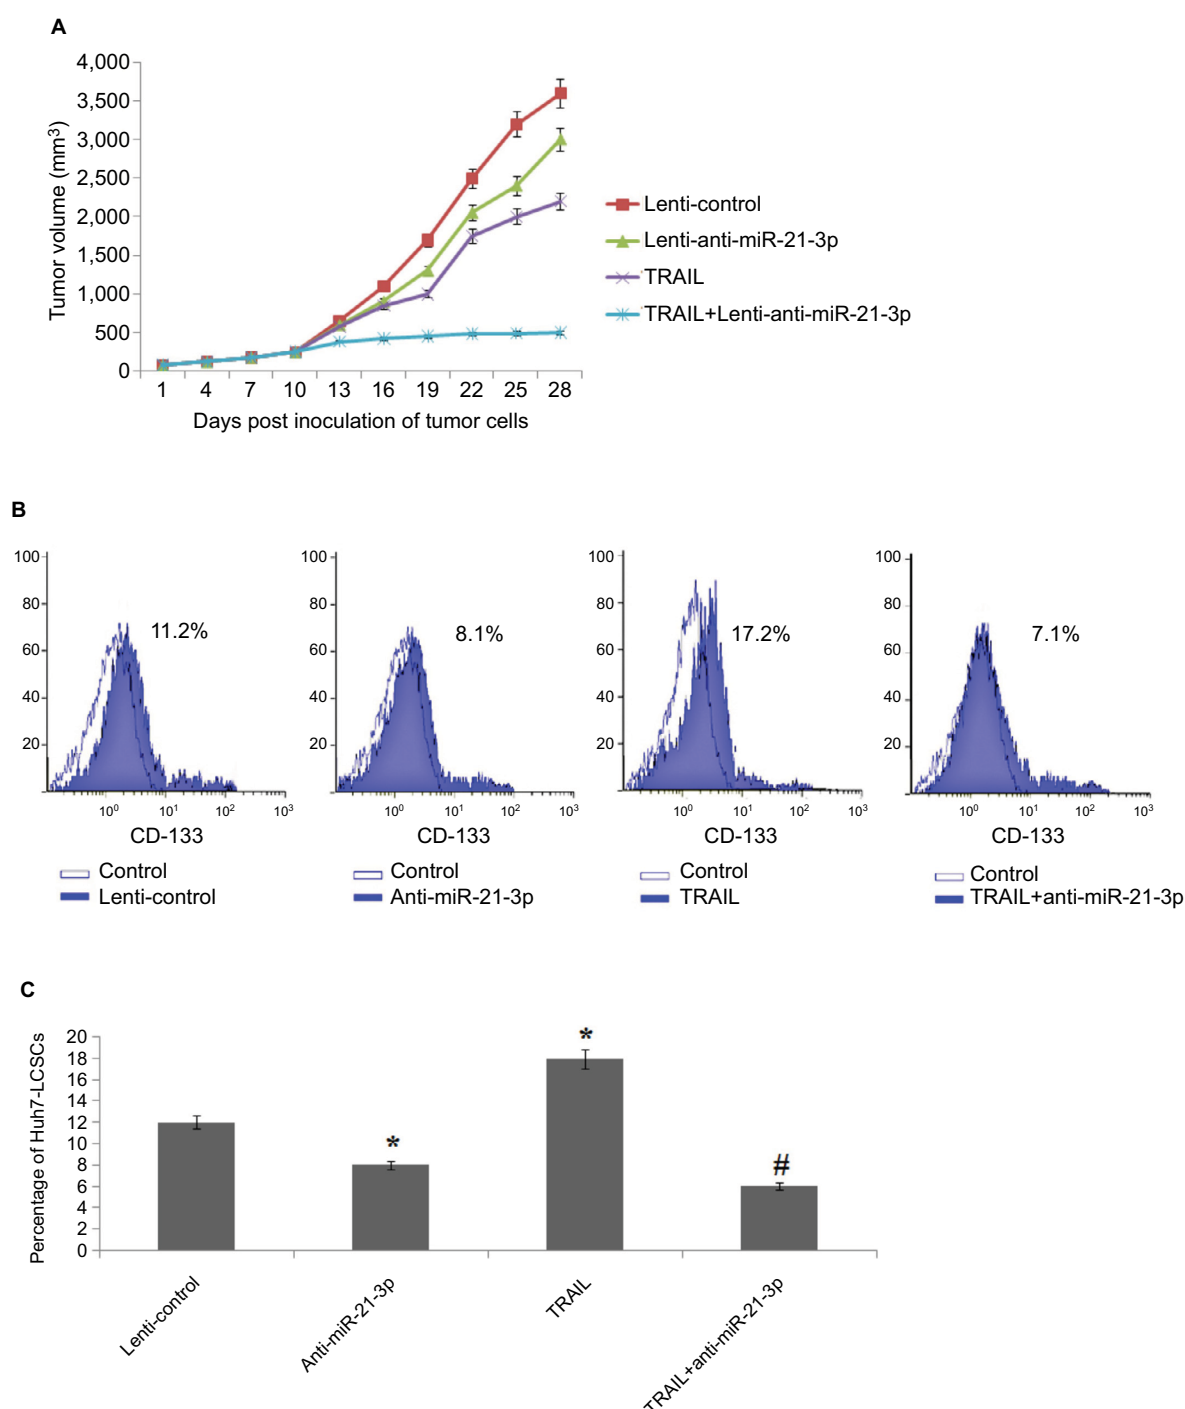 A
4,000
3,500
3,000
2,500
2,000
1,500
1,000
500
0
Tumor volume (mm³)
1 4 7 10 13 16 19 22 25 28
Days post inoculation of tumor cells
Lenti-control
Lenti-anti-miR-21-3p
TRAIL
TRAIL+Lenti-anti-miR-21-3p
B
100
80
60
40
20
11.2%
10⁰ 10¹ 10² 10³
CD-133
Control
Lenti-control
100
80
60
40
20
8.1%
10⁰ 10¹ 10² 10³
CD-133
Control
Anti-miR-21-3p
100
80
60
40
20
17.2%
10⁰ 10¹ 10² 10³
CD-133
Control
TRAIL
100
80
60
40
20
7.1%
10⁰ 10¹ 10² 10³
CD-133
Control
TRAIL+anti-miR-21-3p
C
Percentage of Huh7-LCSCs
20
18
16
14
12
10
8
6
4
2
0
*
*
#
Lenti-control
Anti-miR-21-3p
TRAIL
TRAIL+anti-miR-21-3p